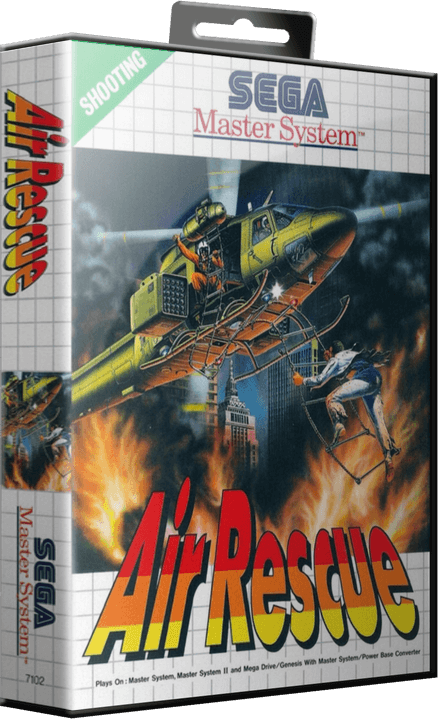 SHOOTING
SEGA
Master System™
Air Rescue
Air Rescue
SEGA
Master System™
7102
Plays On: Master System, Master System II and Mega Drive/Genesis With Master System/Power Base Converter